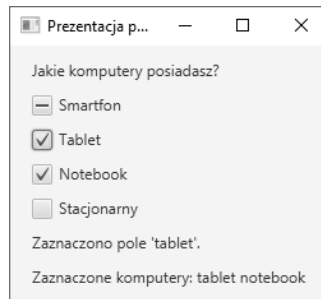 Prezentacja p...
Jakie komputery posiadasz?
Smartfon
Tablet
Notebook
Stacjonarny
Zaznaczono pole 'tablet'.
Zaznaczone komputery: tablet notebook